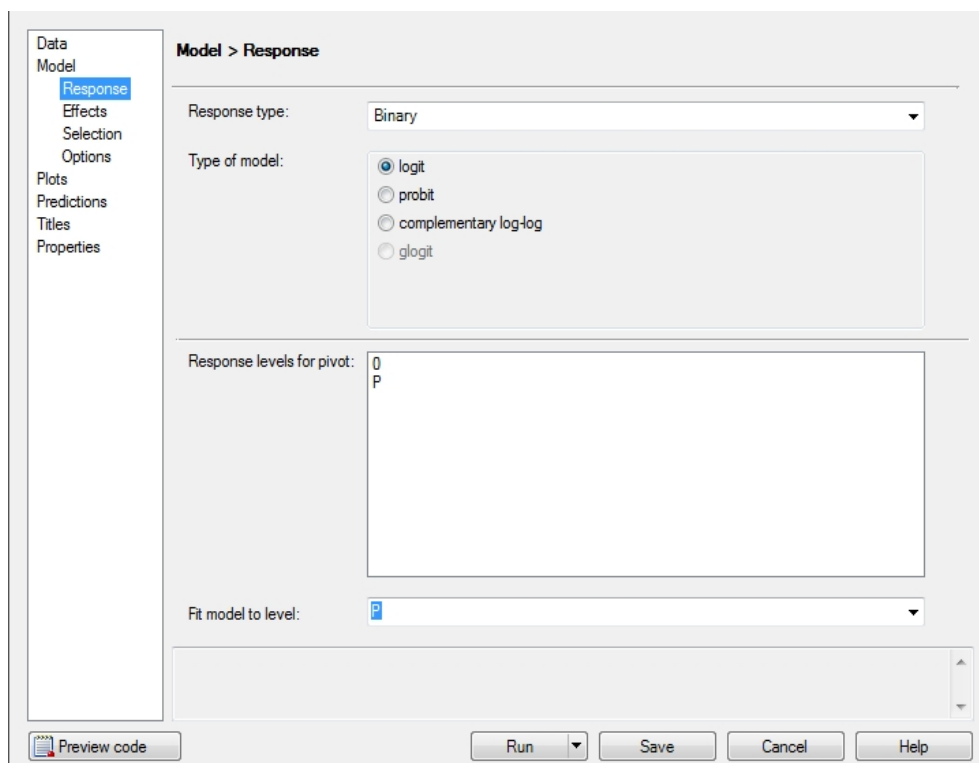 Data
Model
Response
Effects
Selection
Options
Plots
Predictions
Titles
Properties
Model > Response
Response type:
Binary
Type of model:
logit
probit
complementary log-log
glogit
Response levels for pivot:
0
P
Fit model to level:
P
Preview code
Run
Save
Cancel
Help